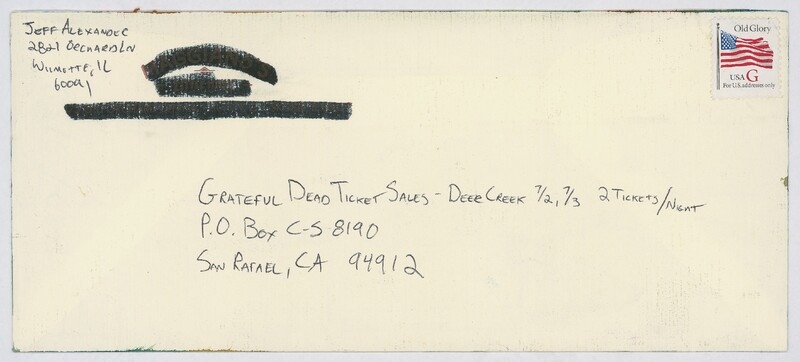 Jeff Alexander
2821 Orchard Ln
Wilmette, IL
60091
Old Glory
USA G
For U.S. addresses only
Grateful Dead Ticket Sales - Deer Creek 7/2, 7/3 2 Tickets/Night
P.O. Box C-S 8190
San Rafael, CA 94912